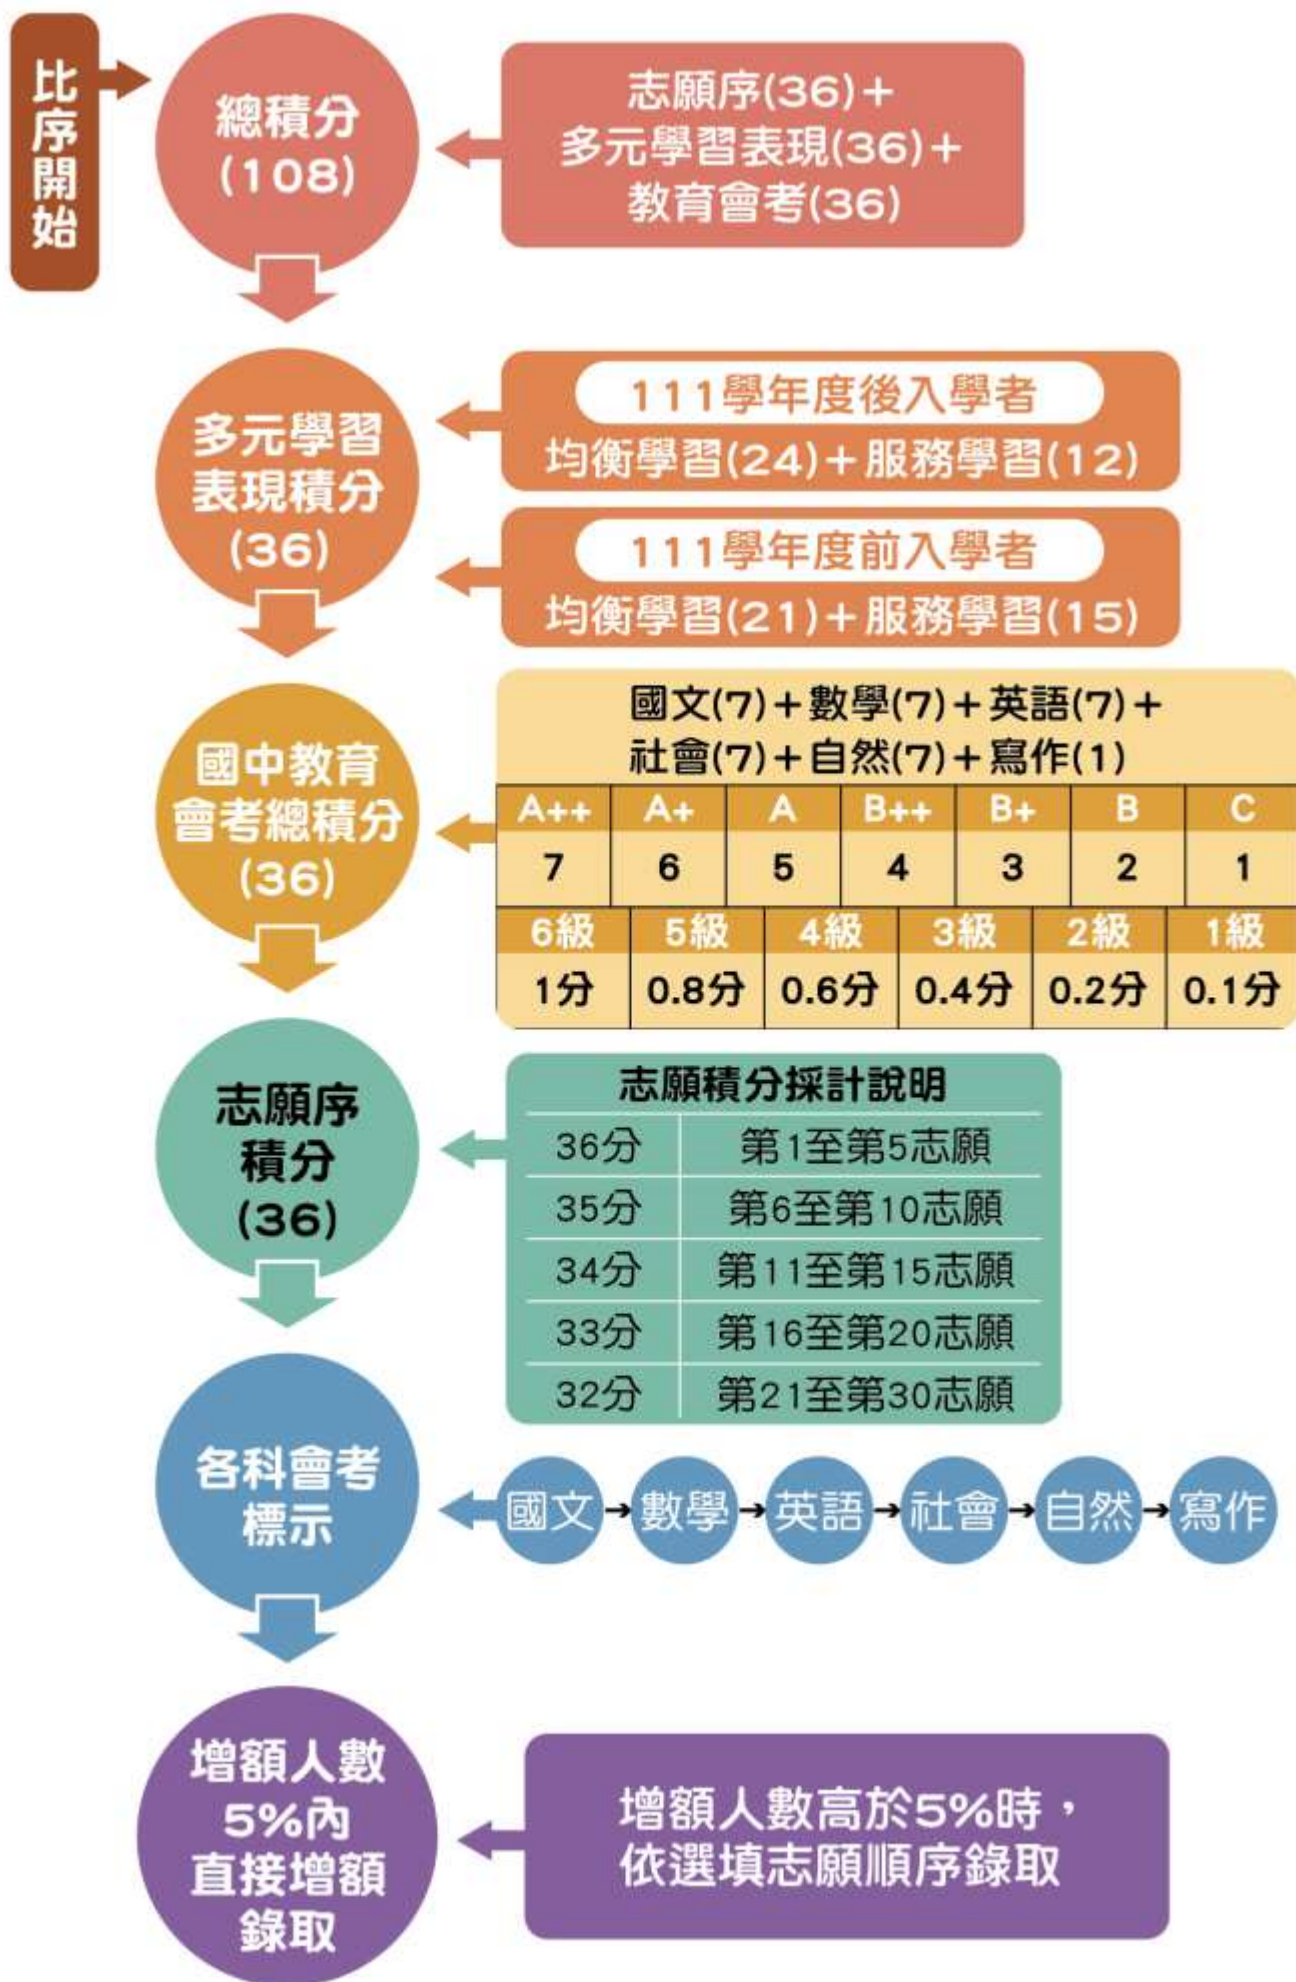 比序開始
總積分
(108)
志願序(36)+
多元學習表現(36)+
教育會考(36)
多元學習
表現積分
(36)
111學年度後入學者
均衡學習(24)+服務學習(12)
111學年度前入學者
均衡學習(21)+服務學習(15)
國中教育
會考總積分
(36)
國文(7)+數學(7)+英語(7)+
社會(7)+自然(7)+寫作(1)
A++ A+ A B++ B+ B C
7 6 5 4 3 2 1
6級 5級 4級 3級 2級 1級
1分 0.8分 0.6分 0.4分 0.2分 0.1分
志願序
積分
(36)
志願積分採計說明
36分 第1至第5志願
35分 第6至第10志願
34分 第11至第15志願
33分 第16至第20志願
32分 第21至第30志願
各科會考
標示
國文→數學→英語→社會→自然→寫作
增額人數
5%內
直接增額
錄取
增額人數高於5%時，
依選填志願順序錄取